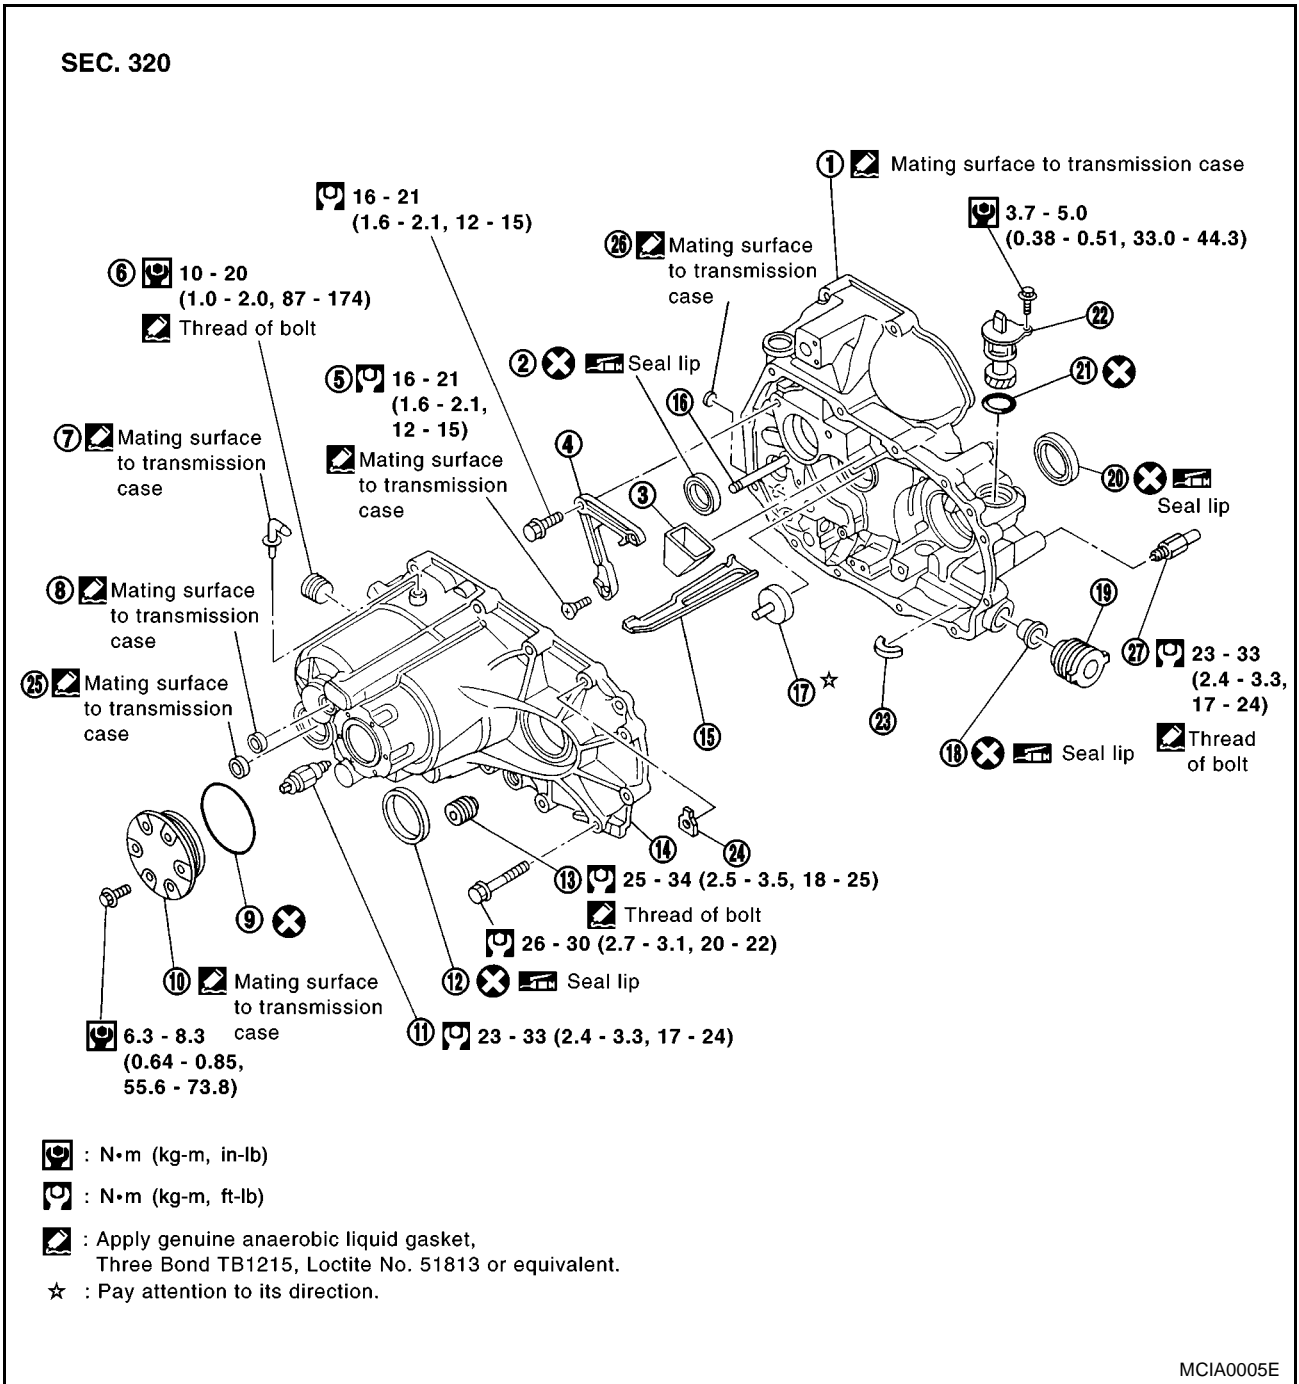 SEC. 320
① Mating surface to transmission case
3.7 - 5.0
(0.38 - 0.51, 33.0 - 44.3)
16 - 21
(1.6 - 2.1, 12 - 15)
㉖ Mating surface
to transmission
case
⑥ 10 - 20
(1.0 - 2.0, 87 - 174)
Thread of bolt
㉒
② Seal lip
㉑
⑤ 16 - 21
(1.6 - 2.1,
12 - 15)
Mating surface
to transmission
case
⑯
⑦ Mating surface
to transmission
case
④
③
⑳
Seal lip
⑧ Mating surface
to transmission
case
⑲
㉗ 23 - 33
(2.4 - 3.3,
17 - 24)
Thread
of bolt
㉕ Mating surface
to transmission
case
⑰ ☆
㉓
⑮
⑱ Seal lip
⑭
㉔
⑬ 25 - 34 (2.5 - 3.5, 18 - 25)
Thread of bolt
26 - 30 (2.7 - 3.1, 20 - 22)
⑨
⑩ Mating surface
to transmission
case
⑫ Seal lip
⑪ 23 - 33 (2.4 - 3.3, 17 - 24)
6.3 - 8.3
(0.64 - 0.85,
55.6 - 73.8)
: N•m (kg-m, in-lb)
: N•m (kg-m, ft-lb)
: Apply genuine anaerobic liquid gasket,
Three Bond TB1215, Loctite No. 51813 or equivalent.
☆ : Pay attention to its direction.
MCIA0005E